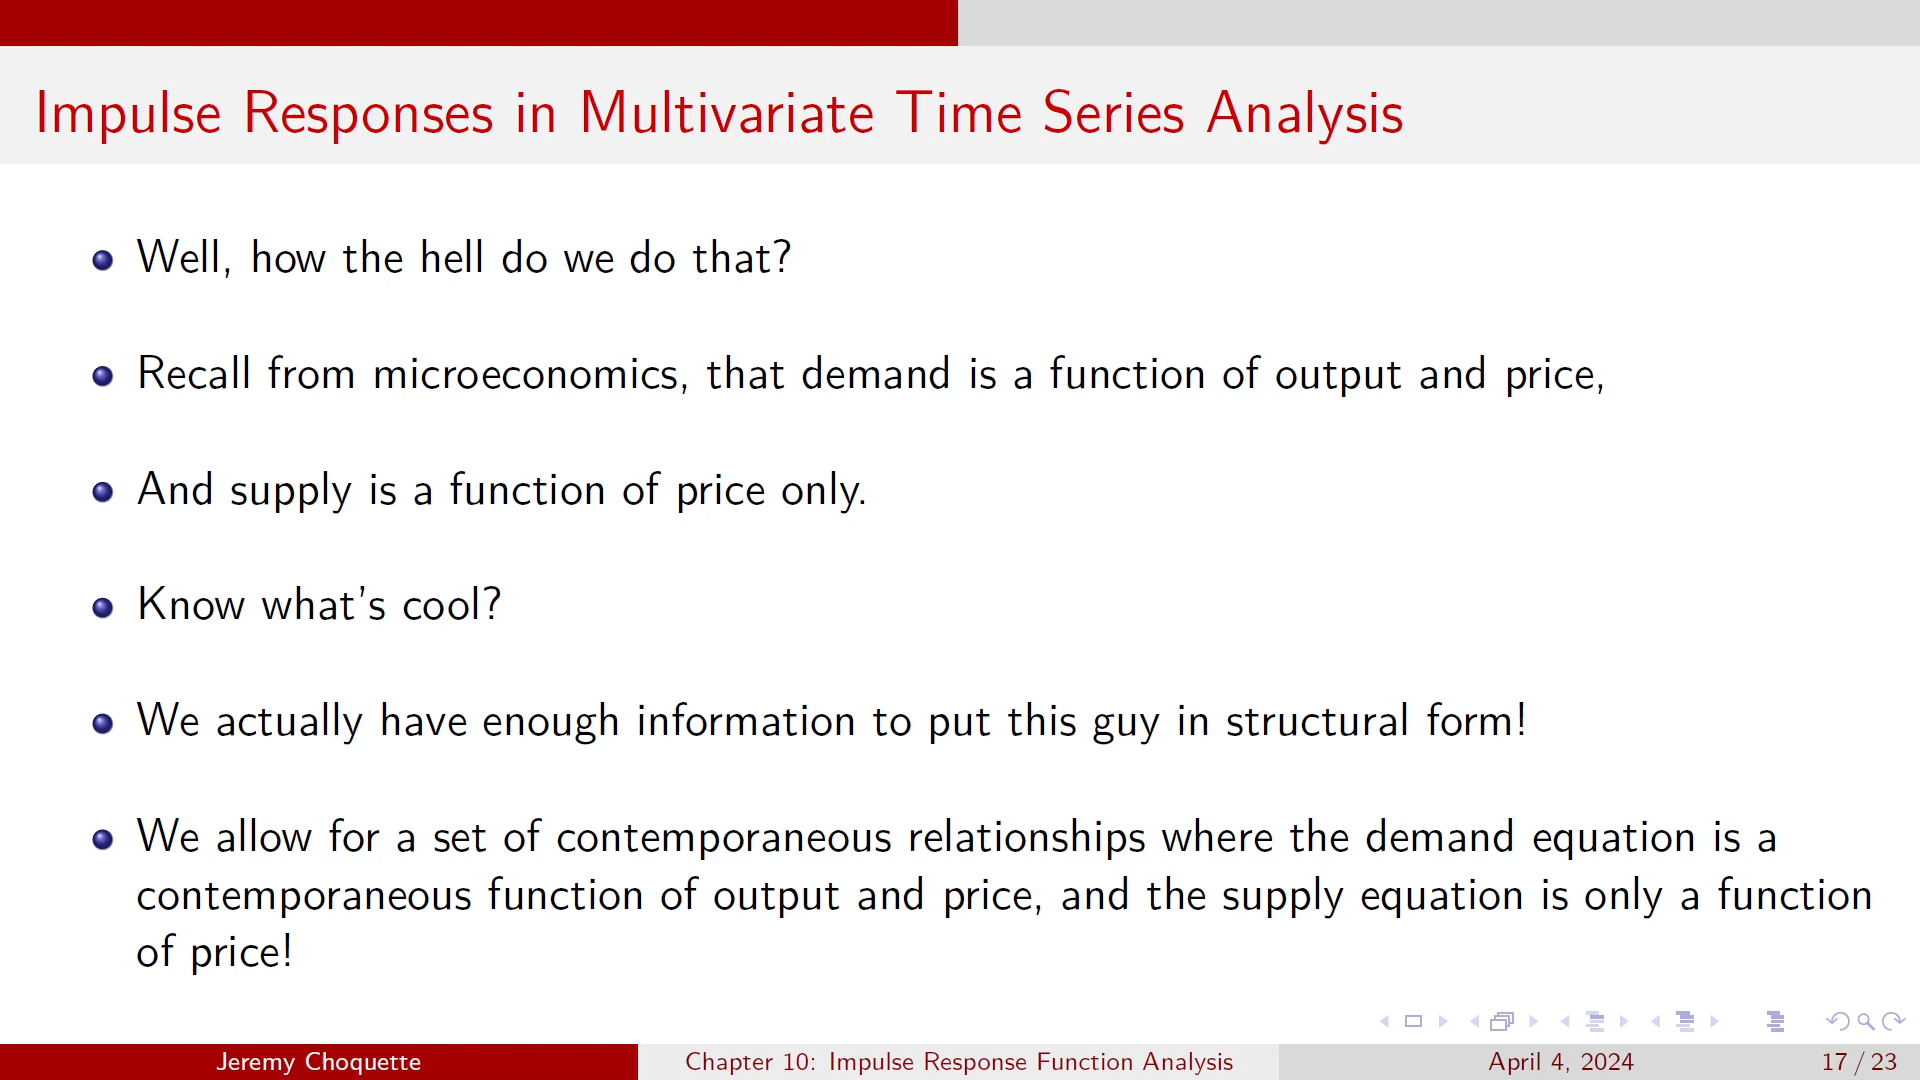 Impulse Responses in Multivariate Time Series Analysis
Well, how the hell do we do that?
Recall from microeconomics, that demand is a function of output and price,
And supply is a function of price only.
Know what's cool?
We actually have enough information to put this guy in structural form!
We allow for a set of contemporaneous relationships where the demand equation is a
contemporaneous function of output and price, and the supply equation is only a function
of price!
Jeremy Choquette
Chapter 10: Impulse Response Function Analysis
April 4, 2024
17 / 23